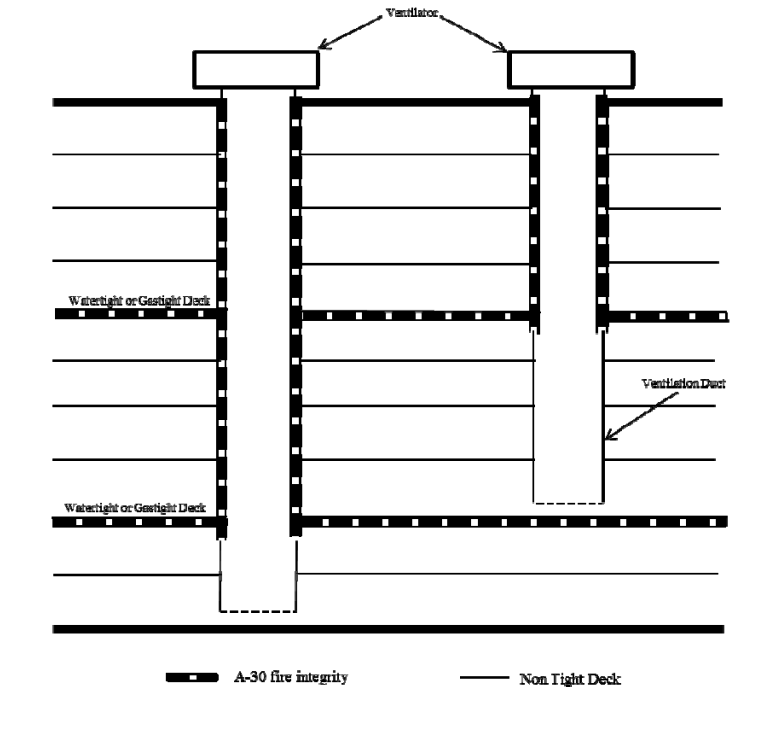 Ventilator
Watertight or Gastight Deck
Ventilation Duct
Watertight or Gastight Deck
A-30 fire integrity
Non Tight Deck